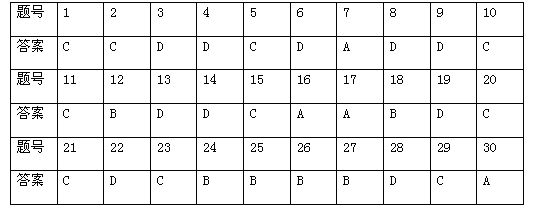 题号 1 2 3 4 5 6 7 8 9 10
答案 C C D D C D A D D C
题号 11 12 13 14 15 16 17 18 19 20
答案 C B D D C A A B D C
题号 21 22 23 24 25 26 27 28 29 30
答案 C D C B B B B D C A